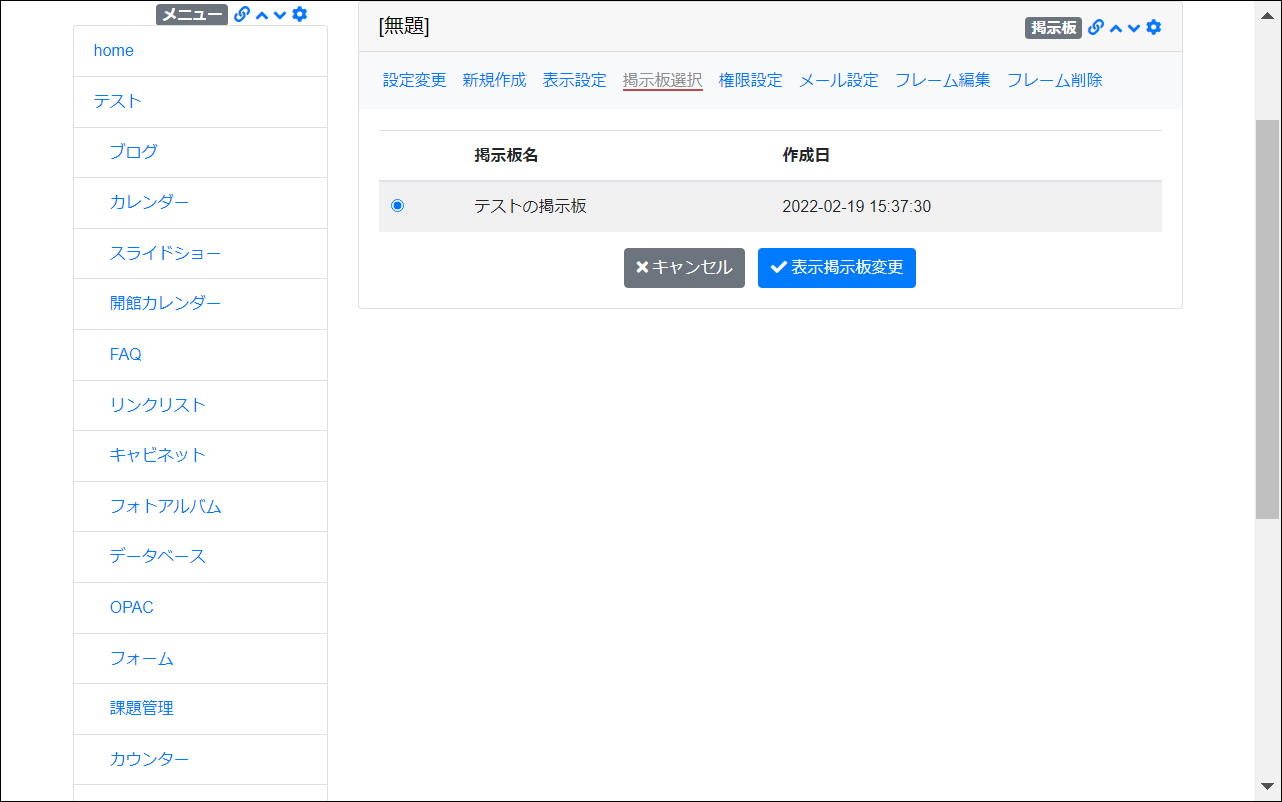 メニュー
home
テスト
ブログ
カレンダー
スライドショー
開館カレンダー
FAQ
リンクリスト
キャビネット
フォトアルバム
データベース
OPAC
フォーム
課題管理
カウンター
[無題]
掲示板
設定変更 新規作成 表示設定 掲示板選択 権限設定 メール設定 フレーム編集 フレーム削除
掲示板名 作成日
テストの掲示板 2022-02-19 15:37:30
キャンセル 表示掲示板変更